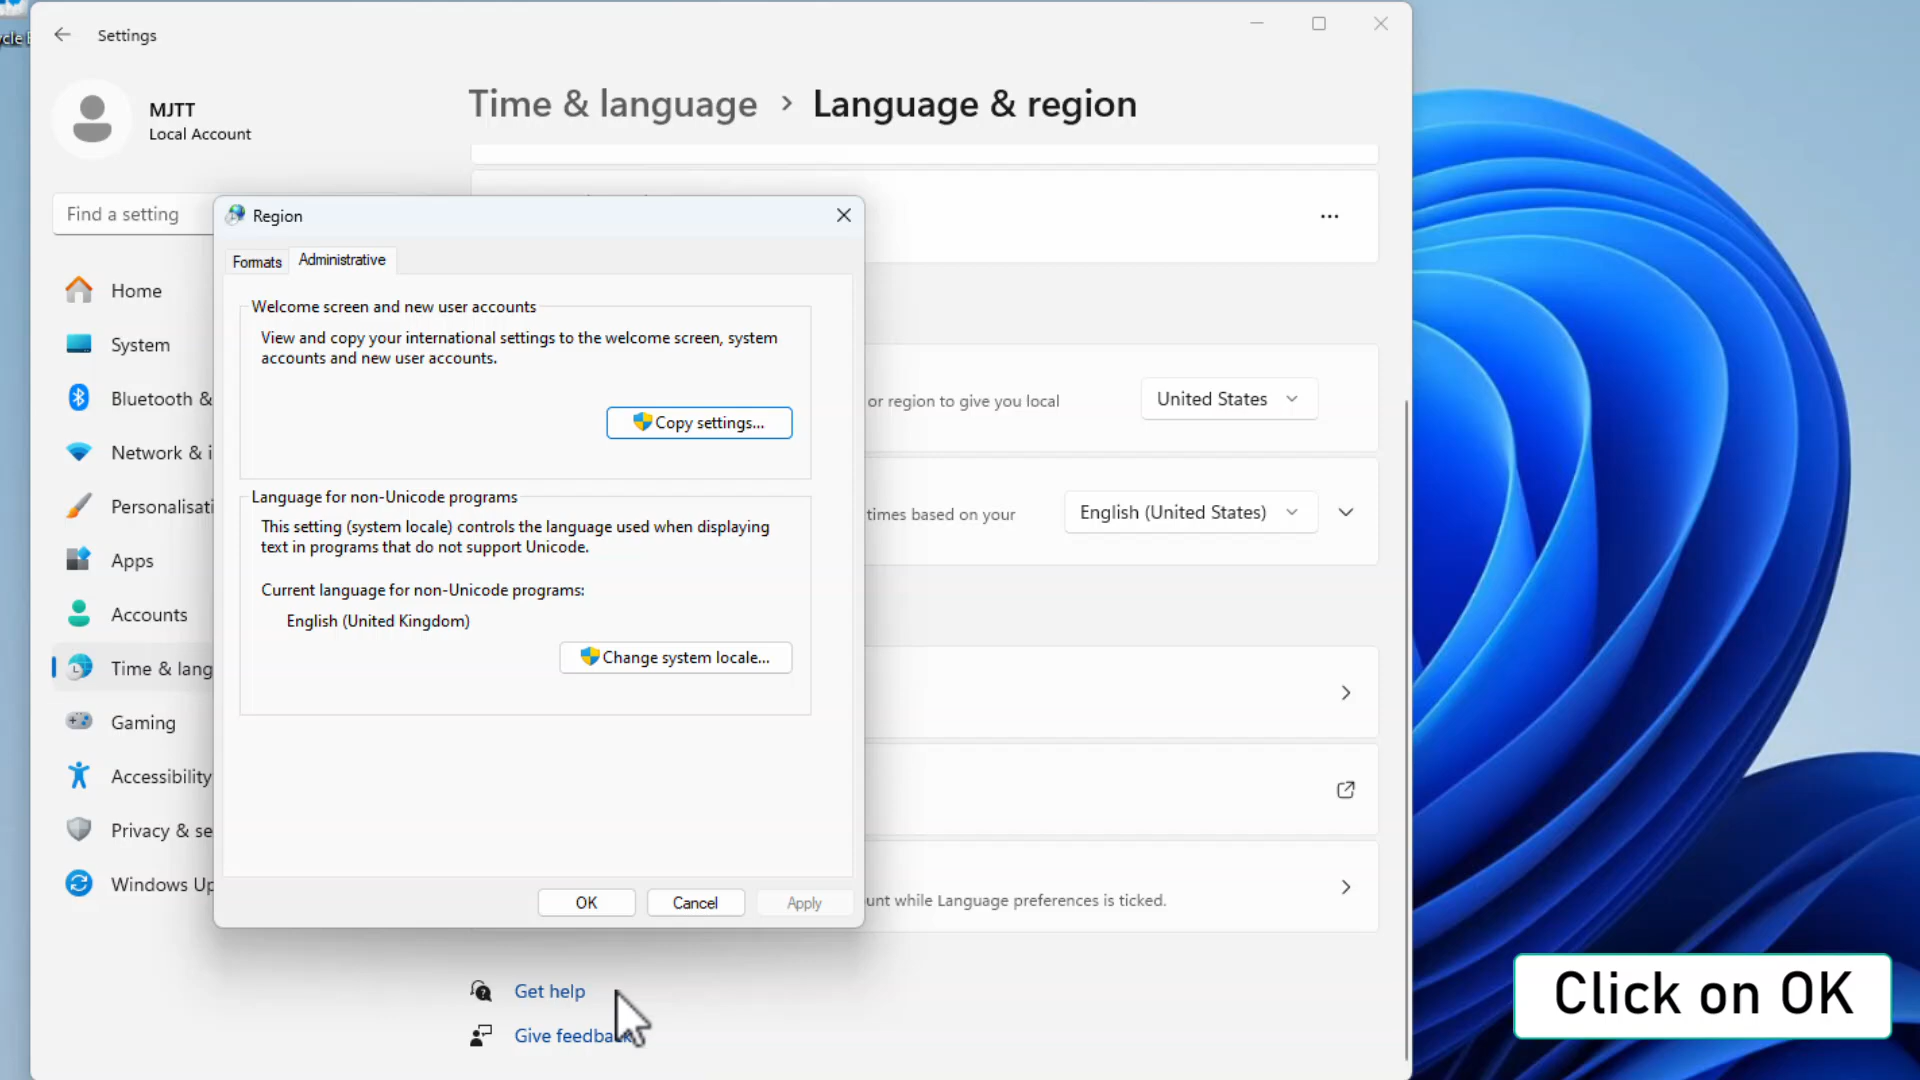 Settings
MJTT
Local Account
Time & language > Language & region
Find a setting
Home
System
Bluetooth &
Network & i
Personalisati
Apps
Accounts
Time & lang
Gaming
Accessibility
Privacy & se
Windows Up
Region
Formats
Administrative
Welcome screen and new user accounts
View and copy your international settings to the welcome screen, system
accounts and new user accounts.
Copy settings...
Language for non-Unicode programs
This setting (system locale) controls the language used when displaying
text in programs that do not support Unicode.
Current language for non-Unicode programs:
English (United Kingdom)
Change system locale...
OK
Cancel
Apply
or region to give you local
United States
times based on your
English (United States)
unt while Language preferences is ticked.
Get help
Give feedback
Click on OK